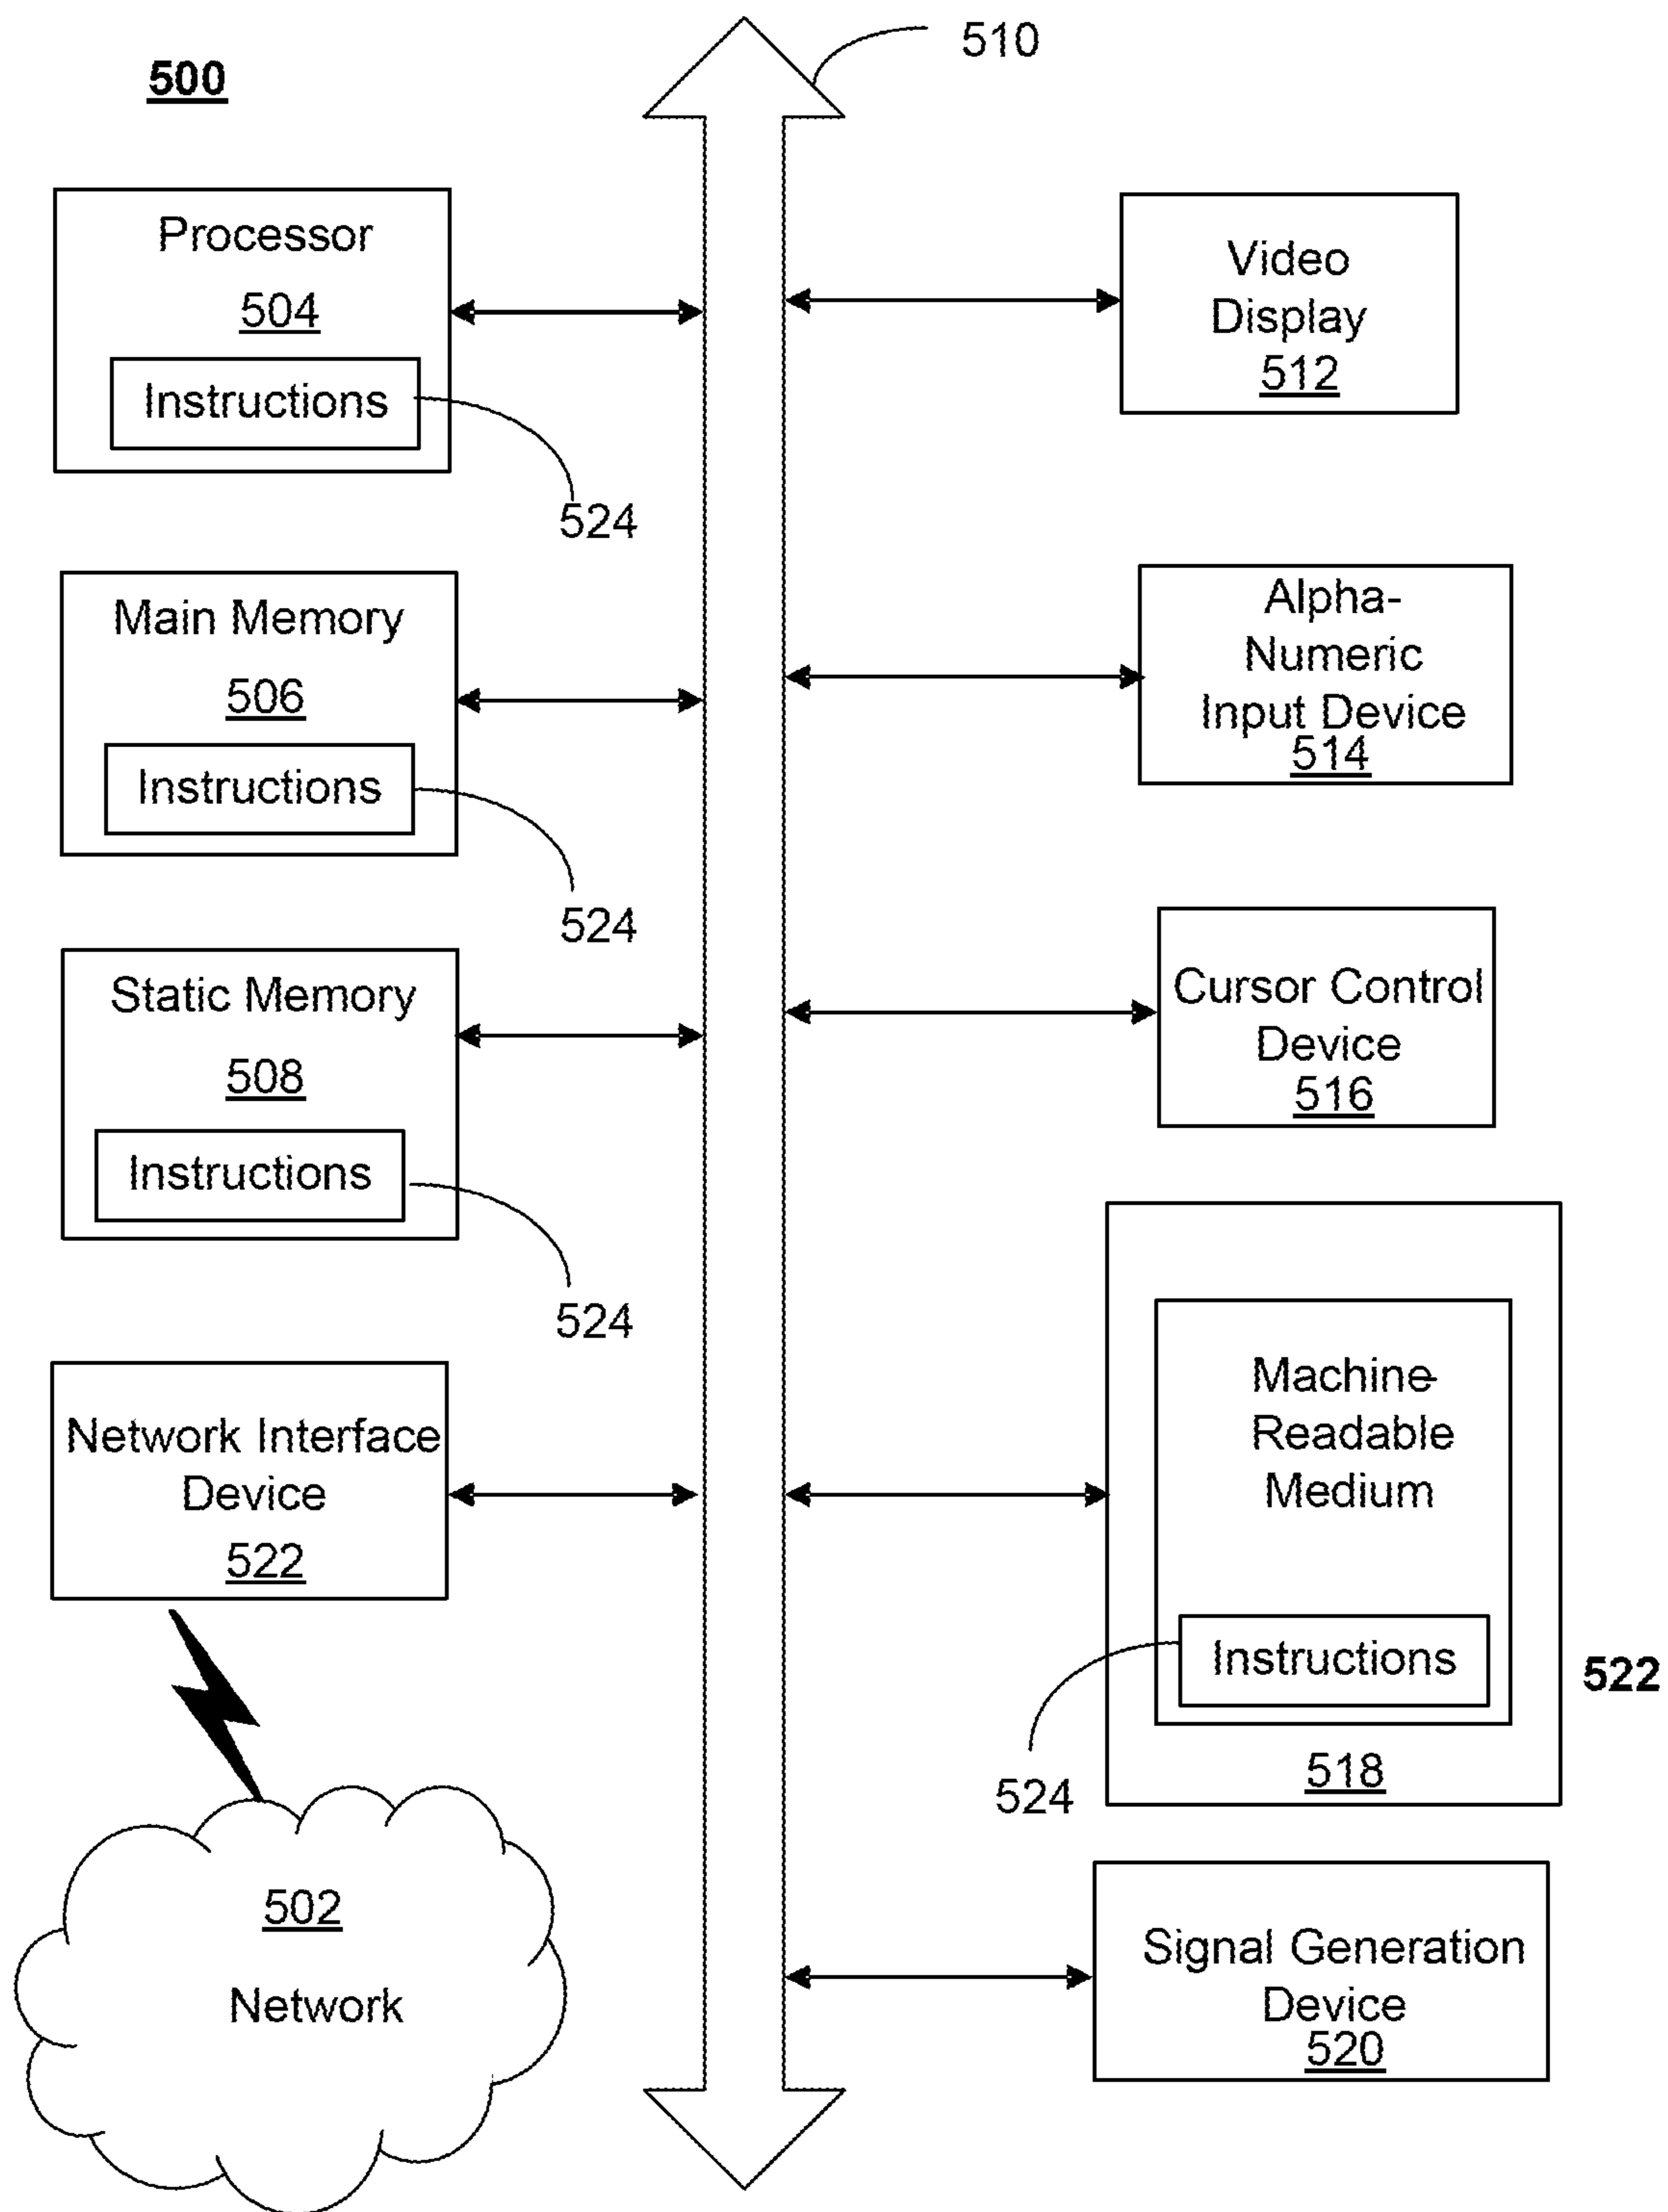 500
510
Processor
504
Instructions
524
Main Memory
506
Instructions
524
Static Memory
508
Instructions
524
Network Interface
Device
522
502
Network
Video
Display
512
Alpha-
Numeric
Input Device
514
Cursor Control
Device
516
Machine-
Readable
Medium
Instructions
522
524
518
Signal Generation
Device
520